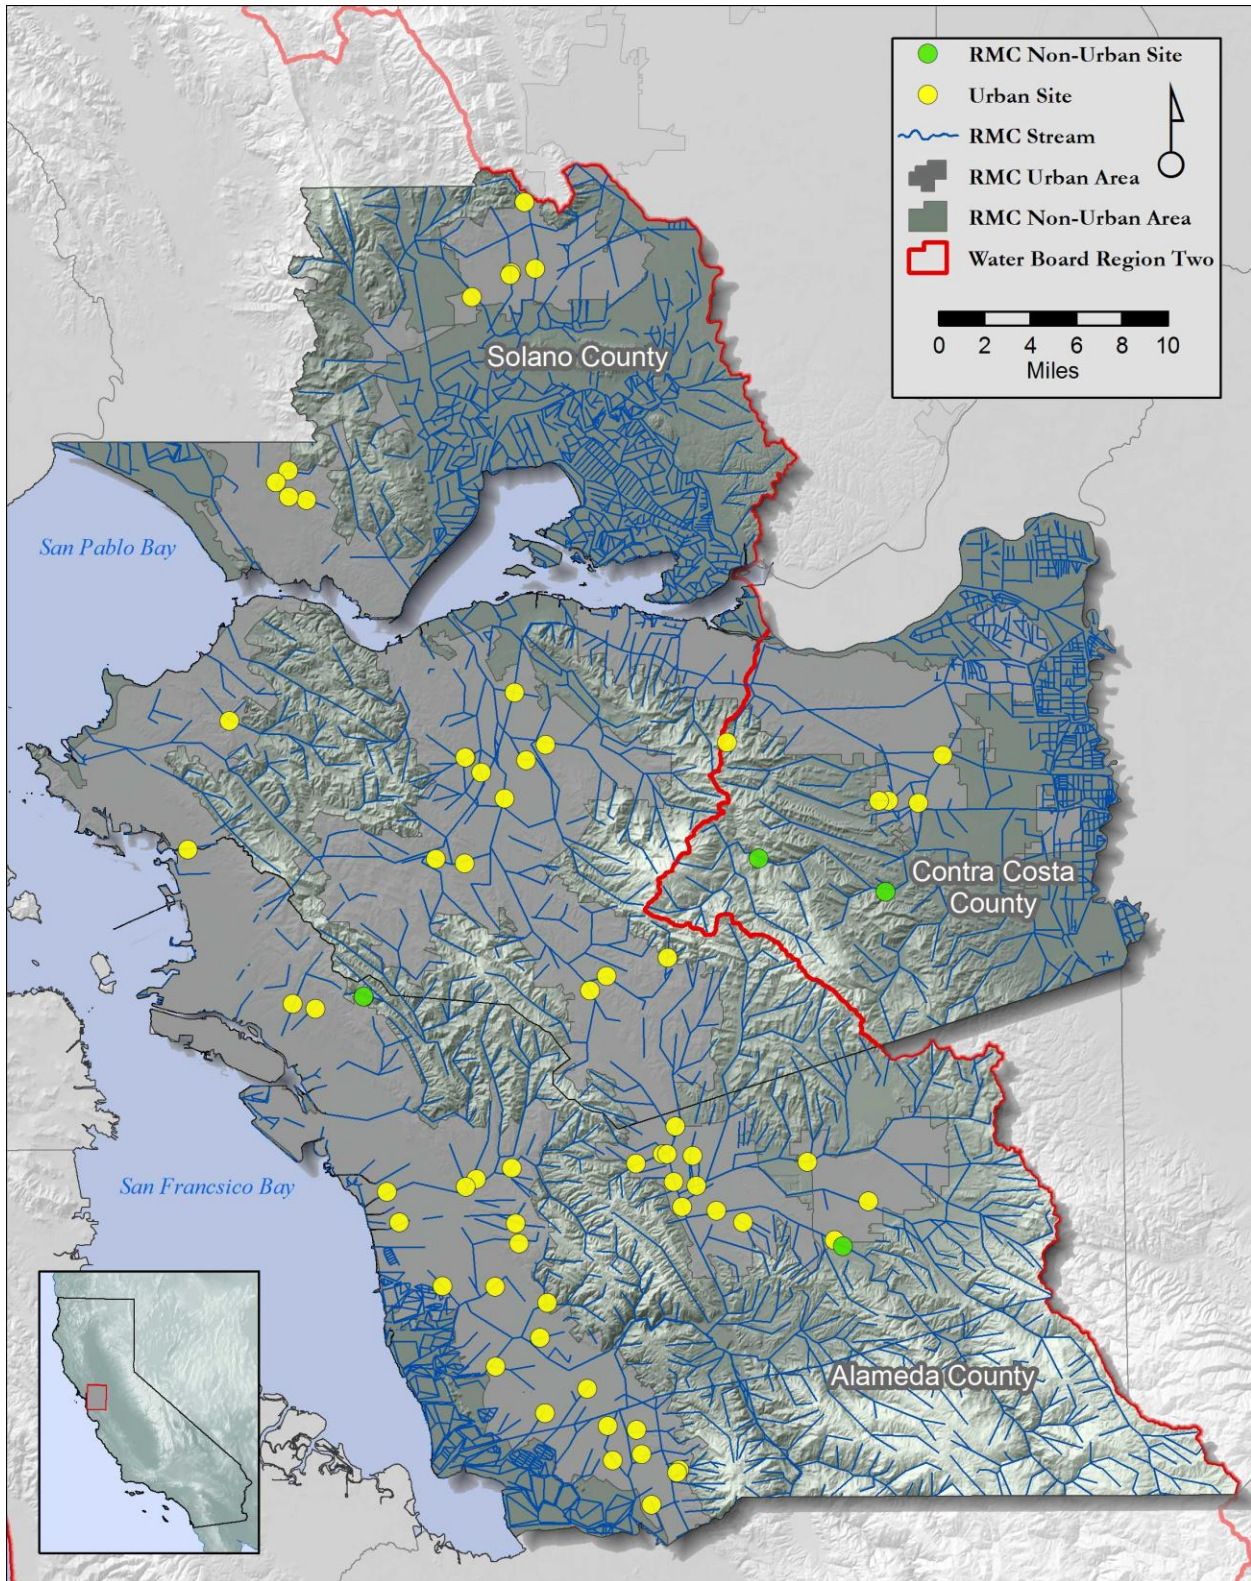 RMC Non-Urban Site
Urban Site
RMC Stream
RMC Urban Area
RMC Non-Urban Area
Water Board Region Two
0 2 4 6 8 10
Miles
Solano County
San Pablo Bay
Contra Costa
County
San Francsico Bay
Alameda County